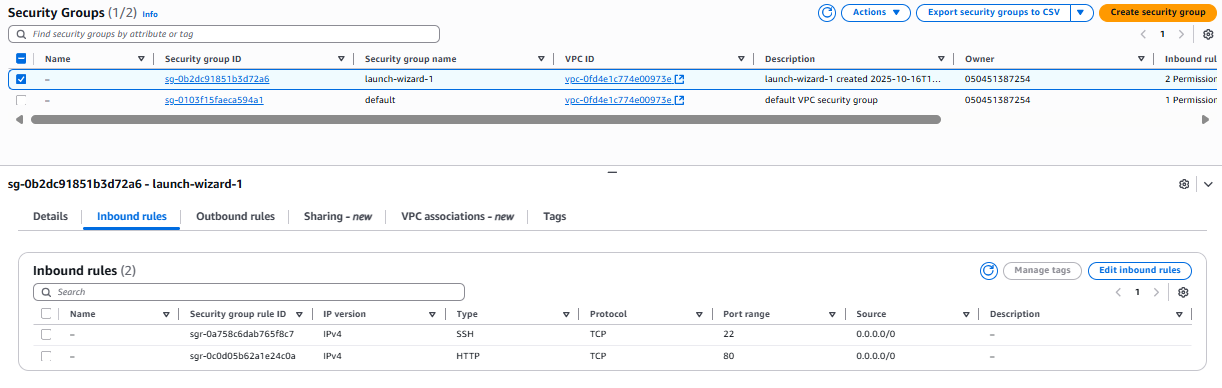 Security Groups (1/2) Info Actions Export security groups to CSV Create security group
Find security groups by attribute or tag 1
Name Security group ID Security group name VPC ID Description Owner Inbound rul
– sg-0b2dc91851b3d72a6 launch-wizard-1 vpc-0fd4e1c774e00973e launch-wizard-1 created 2025-10-16T1... 050451387254 2 Permission
– sg-0103f15faeca594a1 default vpc-0fd4e1c774e00973e default VPC security group 050451387254 1 Permission
sg-0b2dc91851b3d72a6 - launch-wizard-1
Details Inbound rules Outbound rules Sharing - new VPC associations - new Tags
Inbound rules (2) Manage tags Edit inbound rules
Search 1
Name Security group rule ID IP version Type Protocol Port range Source Description
– sgr-0a758c6dab765f8c7 IPv4 SSH TCP 22 0.0.0.0/0 –
– sgr-0c0d05b62a1e24c0a IPv4 HTTP TCP 80 0.0.0.0/0 –